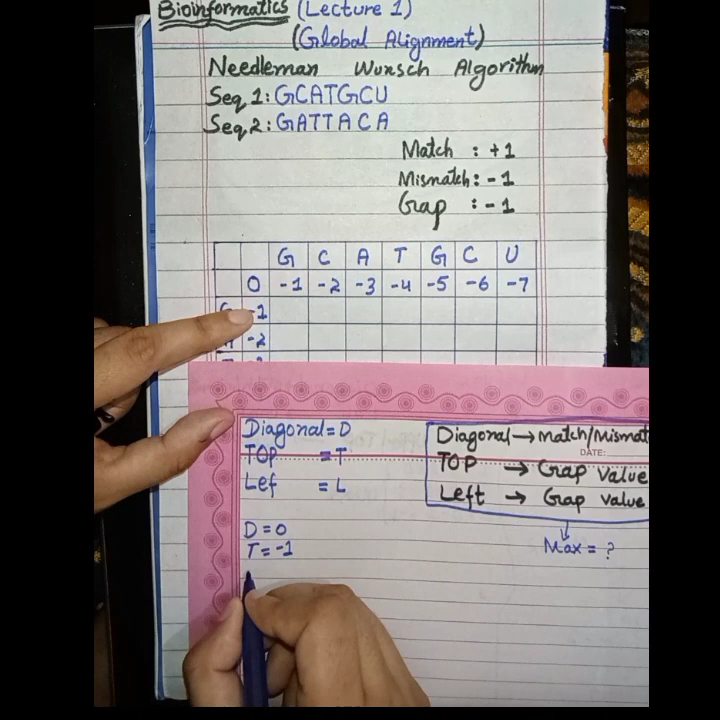 Bioinformatics (Lecture 1)
(Global Alignment)
Needleman Wunsch Algorithm
Seq 1: GCATGCU
Seq 2: GATTACA
Match : +1
Mismatch : -1
Gap : -1
G C A T G C U
0 -1 -2 -3 -4 -5 -6 -7
-1
-2
Diagonal = D
TOP = T
Lef = L
D = 0
T = -1
Diagonal → Match/Mismat
DATE:
TOP → Gap Value
Left → Gap Value
Max = ?